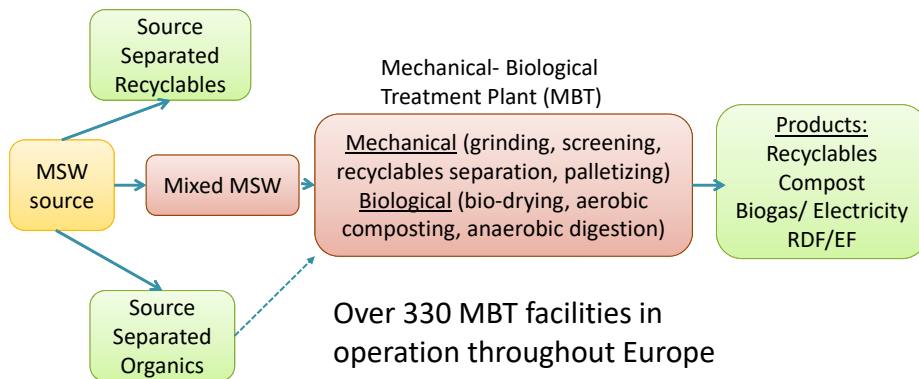 Source
Separated
Recyclables
Mechanical- Biological
Treatment Plant (MBT)
MSW
source
Mixed MSW
Mechanical (grinding, screening,
recyclables separation, palletizing)
Biological (bio-drying, aerobic
composting, anaerobic digestion)
Products:
Recyclables
Compost
Biogas/ Electricity
RDF/EF
Source
Separated
Organics
Over 330 MBT facilities in
operation throughout Europe